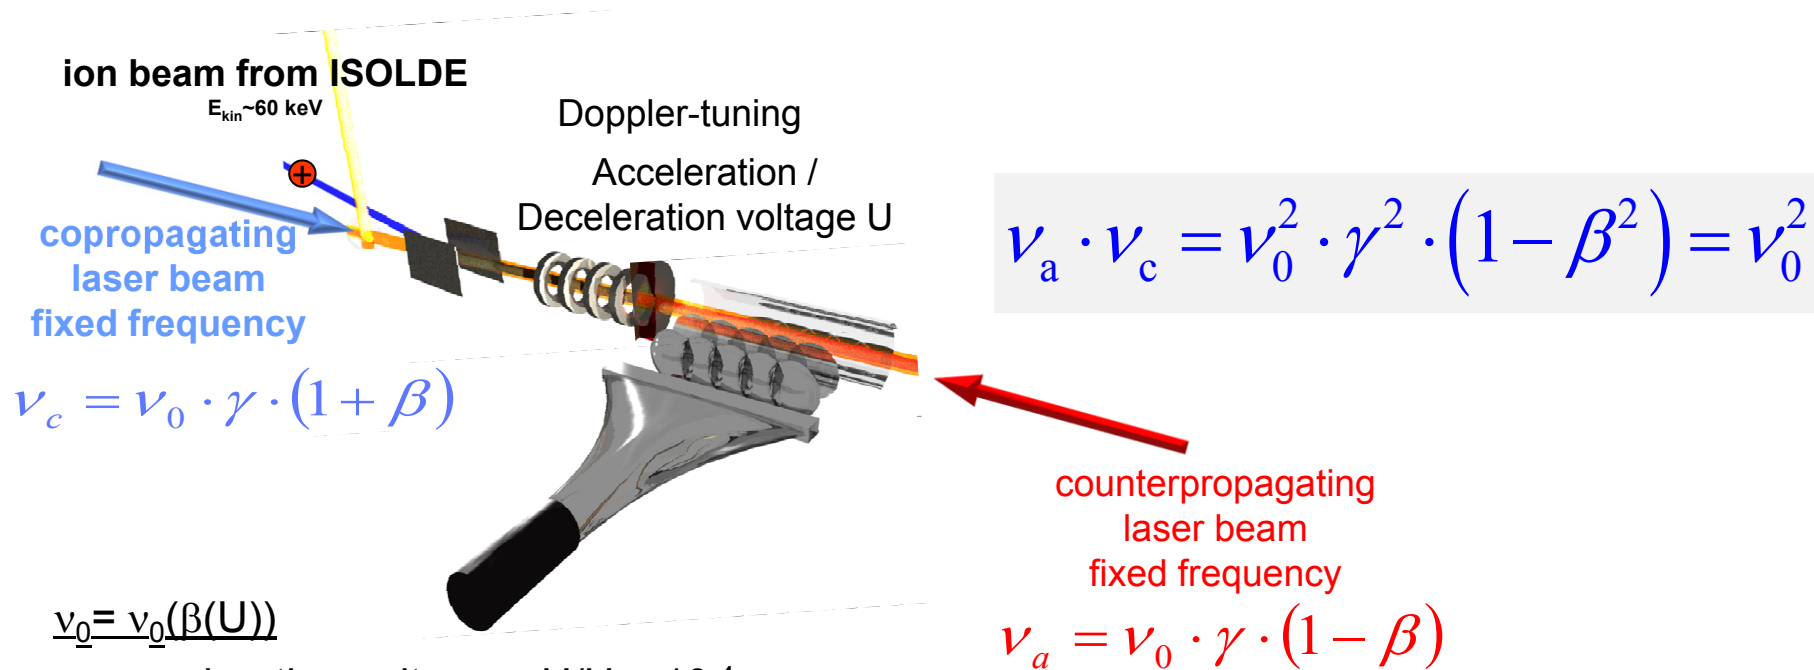 ion beam from ISOLDE
E_kin~60 keV
Doppler-tuning
Acceleration /
Deceleration voltage U
+
copropagating
laser beam
fixed frequency
ν_c = ν_0 · γ · (1 + β)
ν_a · ν_c = ν_0^2 · γ^2 · (1 − β^2) = ν_0^2
counterpropagating
laser beam
fixed frequency
ν_a = ν_0 · γ · (1 − β)
ν_0= ν_0(β(U))